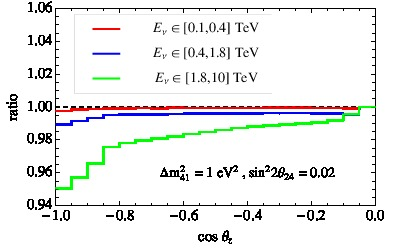 1.06
1.04
1.02
1.00
0.98
0.96
0.94
ratio
E_ν ∈ [0.1,0.4] TeV
E_ν ∈ [0.4,1.8] TeV
E_ν ∈ [1.8,10] TeV
Δm²₄₁ = 1 eV² , sin²2θ₂₄ = 0.02
-1.0 -0.8 -0.6 -0.4 -0.2 0.0
cos θ_z